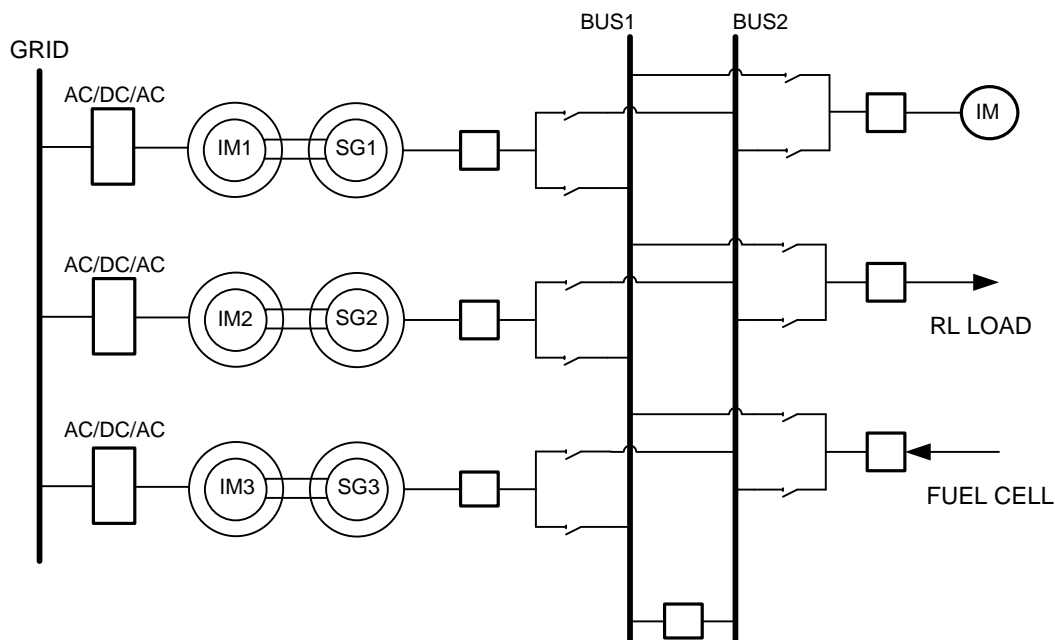 BUS1
BUS2
GRID
AC/DC/AC
IM1
SG1
IM
AC/DC/AC
IM2
SG2
RL LOAD
AC/DC/AC
IM3
SG3
FUEL CELL